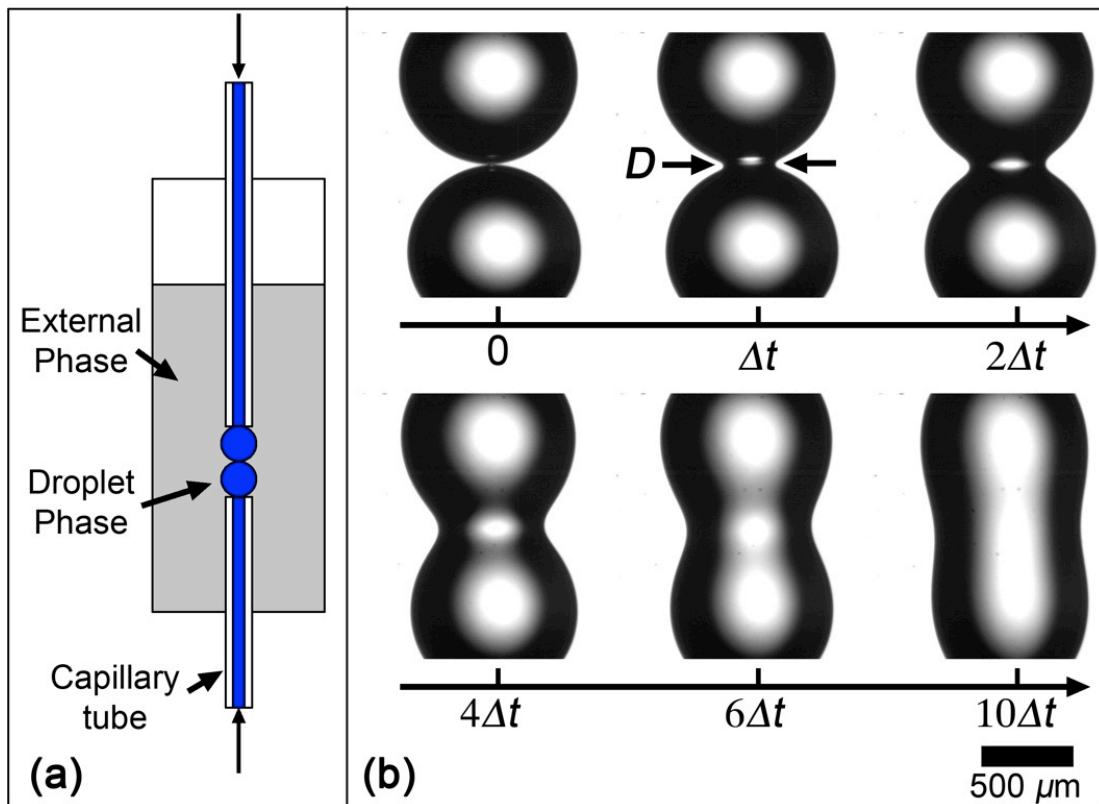 External
Phase
Droplet
Phase
Capillary
tube
(a)
D
0
Δt
2Δt
4Δt
6Δt
10Δt
(b)
500 μm